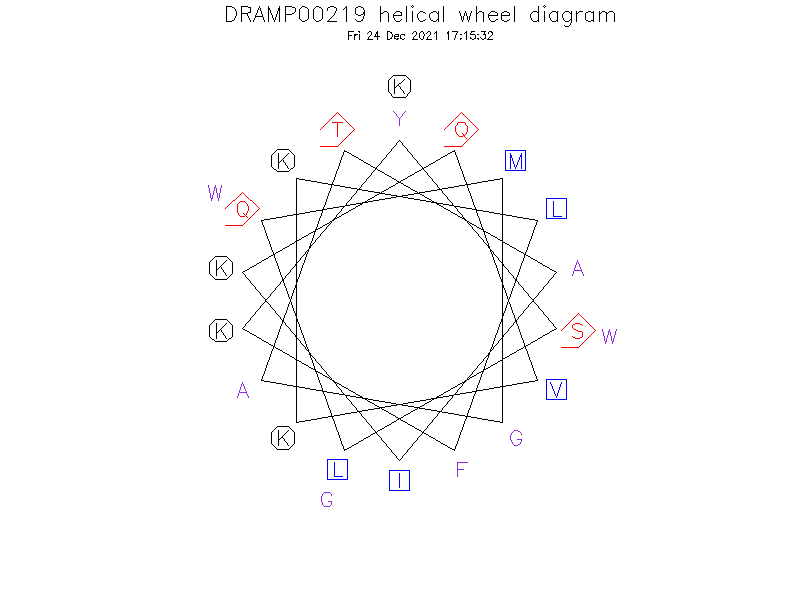 DRAMP00219 helical wheel diagram
Fri 24 Dec 2021 17:15:32
K
T
Y
Q
K
M
W
Q
L
K
A
K
S
W
A
V
K
G
L
I
F
G